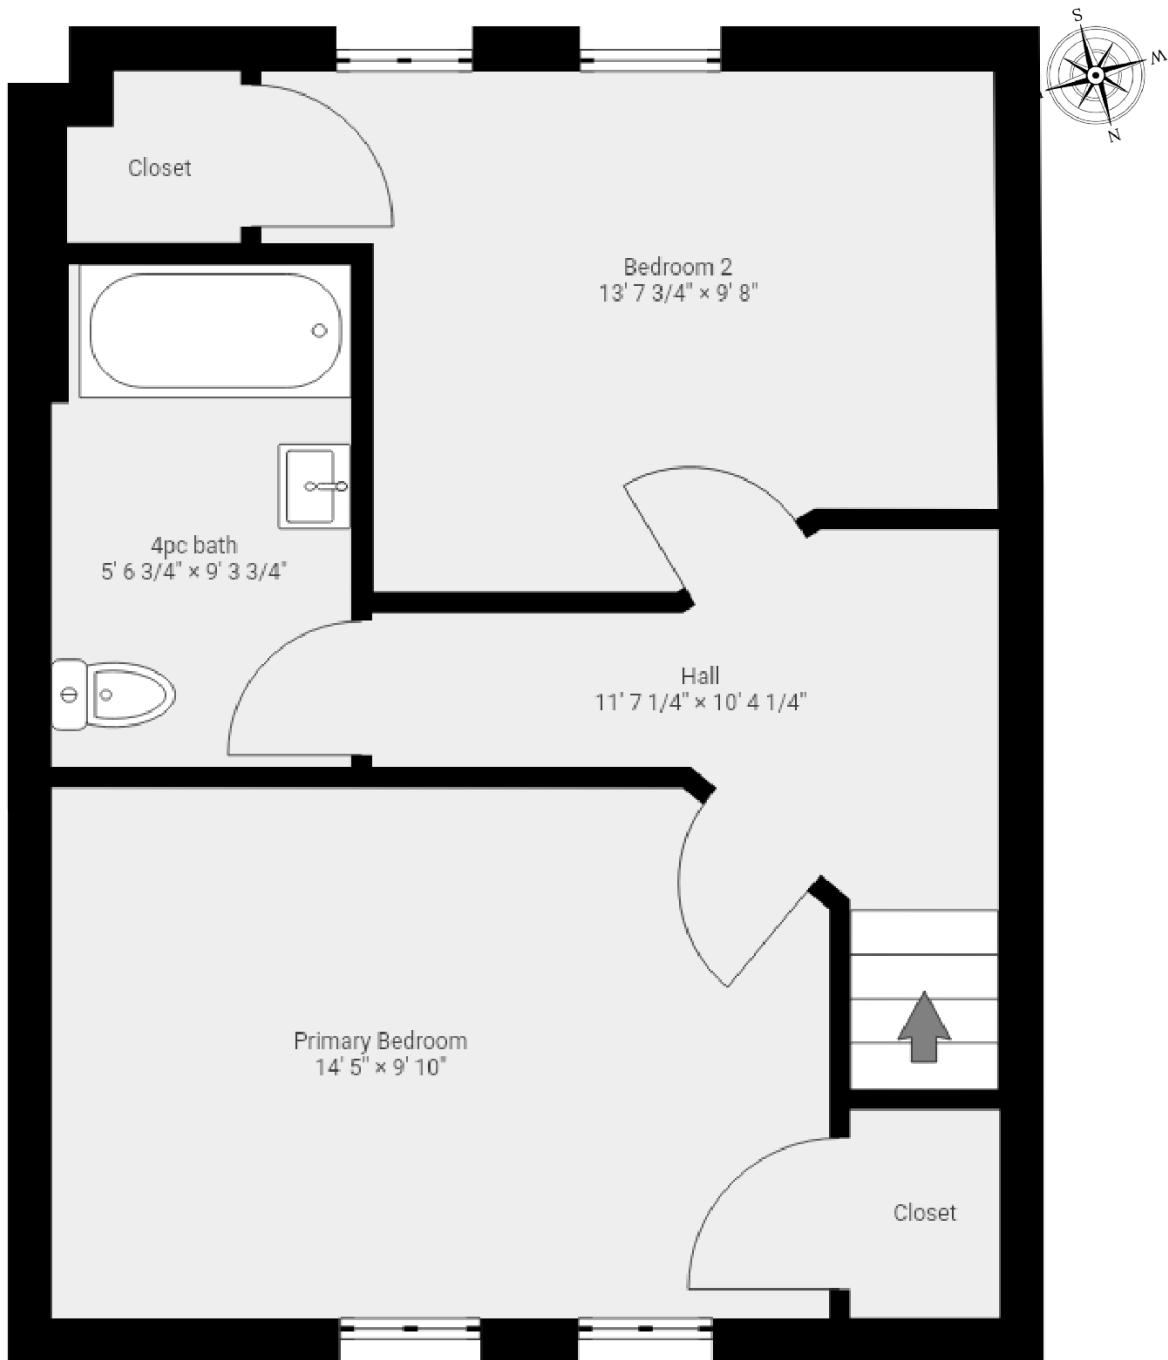 S
W
N
Closet
Bedroom 2
13' 7 3/4" × 9' 8"
4pc bath
5' 6 3/4" × 9' 3 3/4"
Hall
11' 7 1/4" × 10' 4 1/4"
Primary Bedroom
14' 5" × 9' 10"
Closet